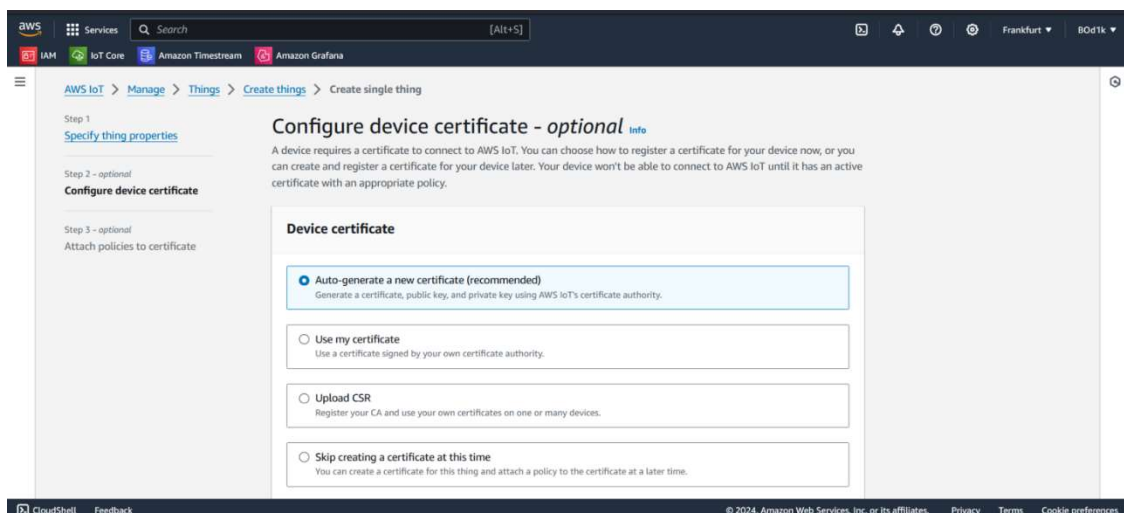 aws
Services
Search
[Alt+S]
Frankfurt ▼
BOd1k ▼
IAM
IoT Core
Amazon Timestream
Amazon Grafana
AWS IoT > Manage > Things > Create things > Create single thing
Step 1
Specify thing properties
Step 2 - optional
Configure device certificate
Step 3 - optional
Attach policies to certificate
Configure device certificate - optional Info
A device requires a certificate to connect to AWS IoT. You can choose how to register a certificate for your device now, or you
can create and register a certificate for your device later. Your device won't be able to connect to AWS IoT until it has an active
certificate with an appropriate policy.
Device certificate
Auto-generate a new certificate (recommended)
Generate a certificate, public key, and private key using AWS IoT's certificate authority.
Use my certificate
Use a certificate signed by your own certificate authority.
Upload CSR
Register your CA and use your own certificates on one or many devices.
Skip creating a certificate at this time
You can create a certificate for this thing and attach a policy to the certificate at a later time.
CloudShell
Feedback
© 2024, Amazon Web Services, Inc. or its affiliates.
Privacy
Terms
Cookie preferences